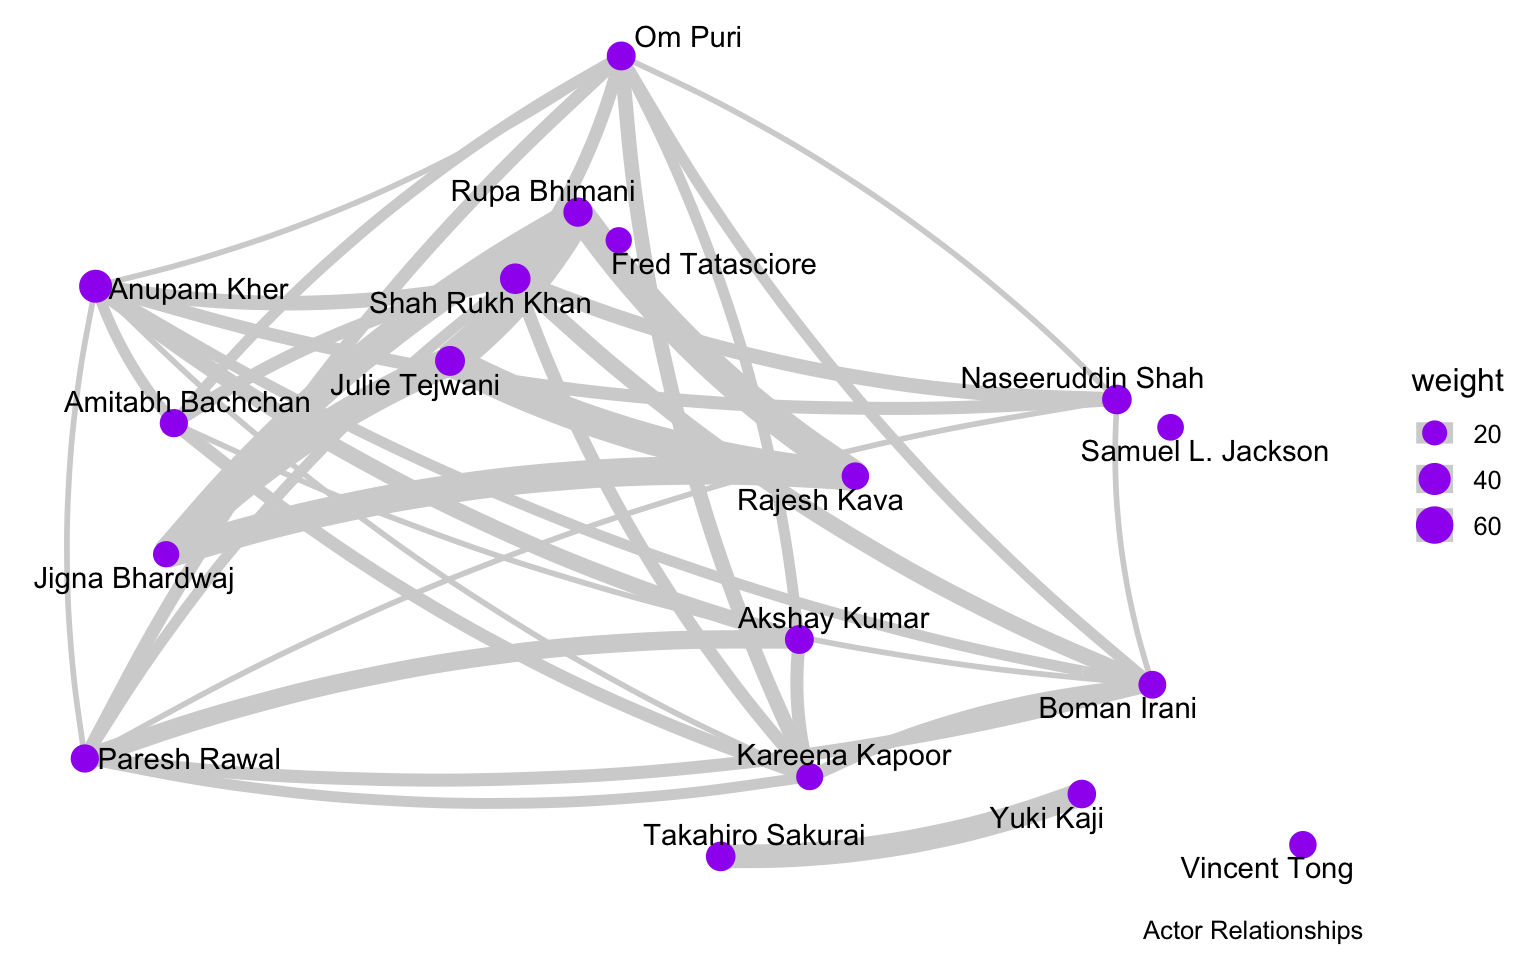 Om Puri
Rupa Bhimani
Fred Tatasciore
Anupam Kher
Shah Rukh Khan
Julie Tejwani
Naseeruddin Shah
Amitabh Bachchan
Samuel L. Jackson
Rajesh Kava
Jigna Bhardwaj
Akshay Kumar
Boman Irani
Paresh Rawal
Kareena Kapoor
Yuki Kaji
Takahiro Sakurai
Vincent Tong
Actor Relationships
weight
20
40
60